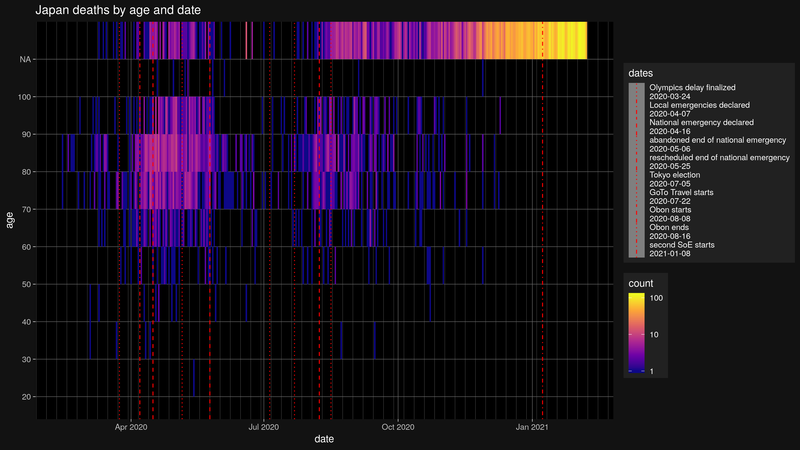 Japan deaths by age and date
NA
100
90
80
70
60
50
40
30
20
age
Apr 2020
Jul 2020
Oct 2020
Jan 2021
date
dates
Olympics delay finalized
2020-03-24
Local emergencies declared
2020-04-07
National emergency declared
2020-04-16
abandoned end of national emergency
2020-05-06
rescheduled end of national emergency
2020-05-25
Tokyo election
2020-07-05
GoTo Travel starts
2020-07-22
Obon starts
2020-08-08
Obon ends
2020-08-16
second SoE starts
2021-01-08
count
100
10
1